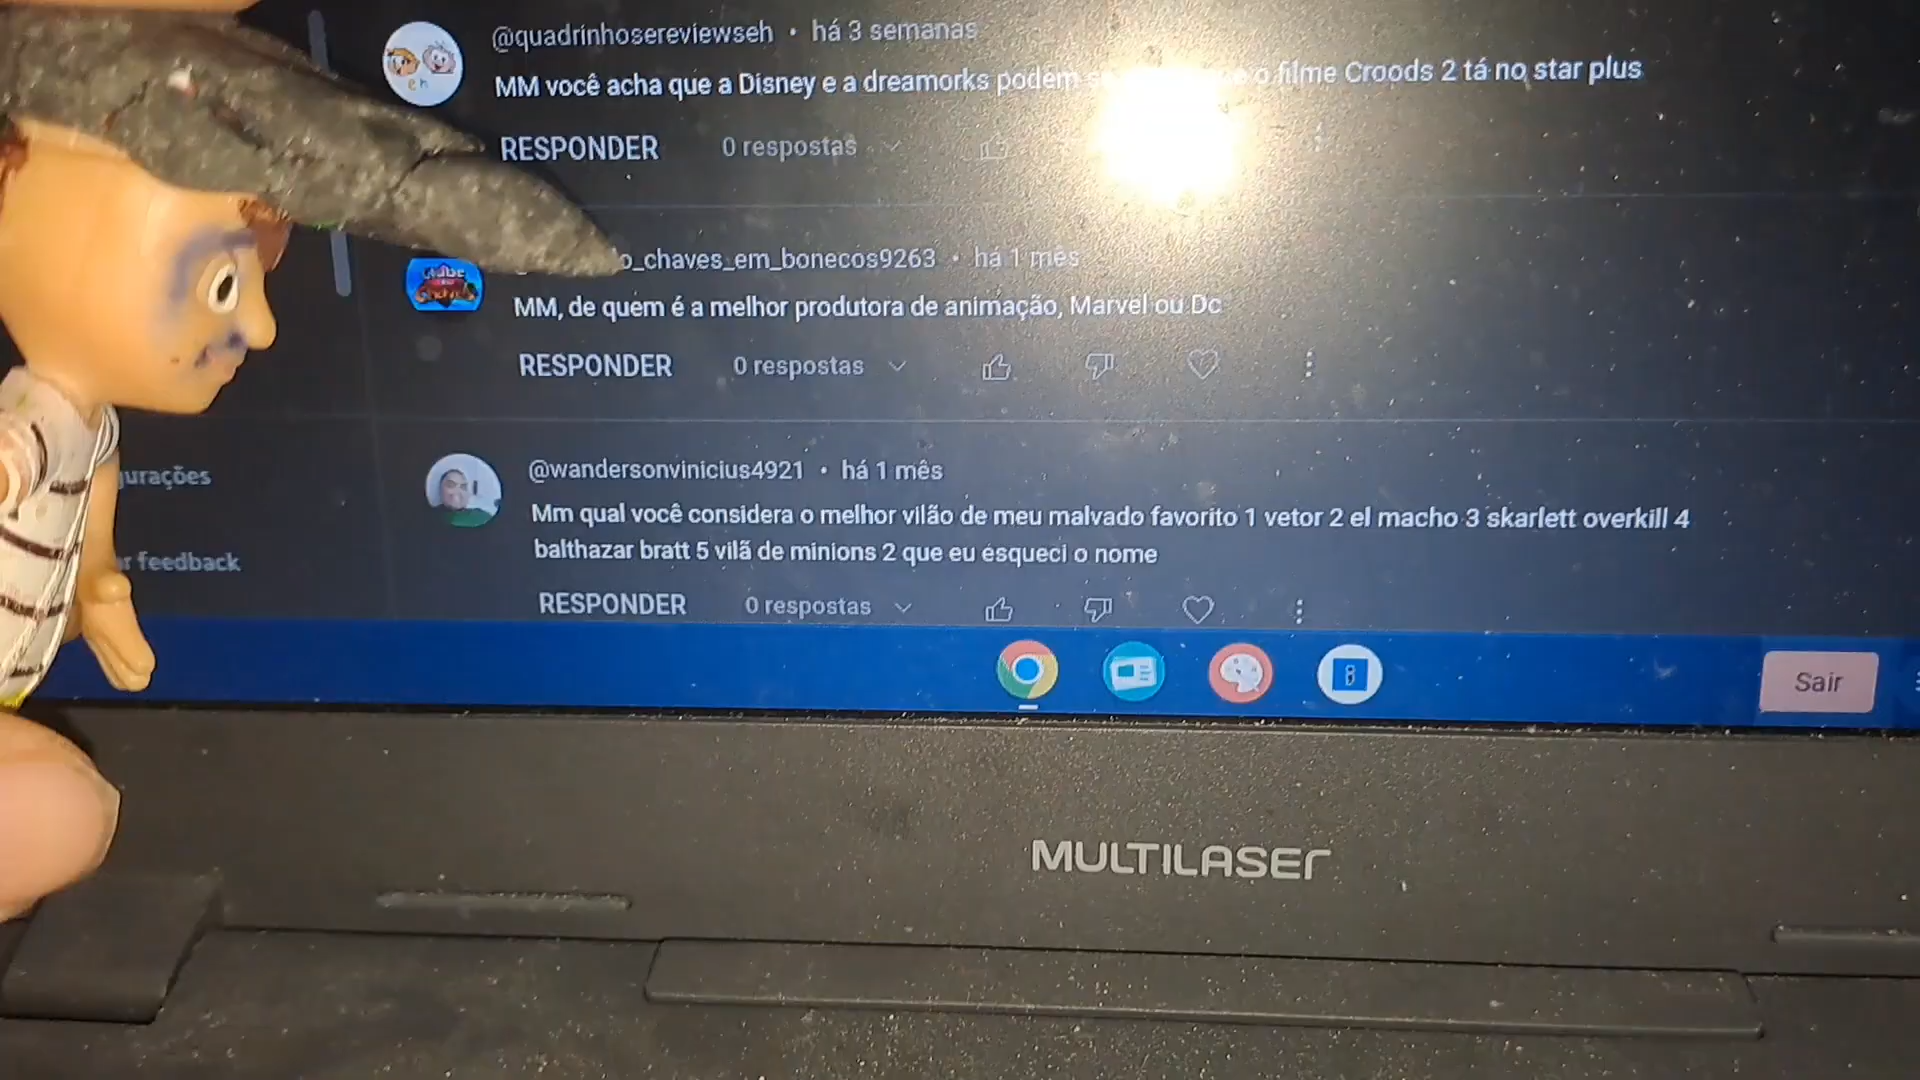 @quadrinhosereviewseh • há 3 semanas
MM você acha que a Disney e a dreamorks podem o filme Croods 2 tá no star plus
RESPONDER 0 respostas
o_chaves_em_bonecos9263 • há 1 mês
MM, de quem é a melhor produtora de animação, Marvel ou Dc
RESPONDER 0 respostas
@wandersonvinicius4921 • há 1 mês
urações
Mm qual você considera o melhor vilão de meu malvado favorito 1 vetor 2 el macho 3 skarlett overkill 4
balthazar bratt 5 vilã de minions 2 que eu esqueci o nome
r feedback
RESPONDER 0 respostas
Sair
MULTILASER